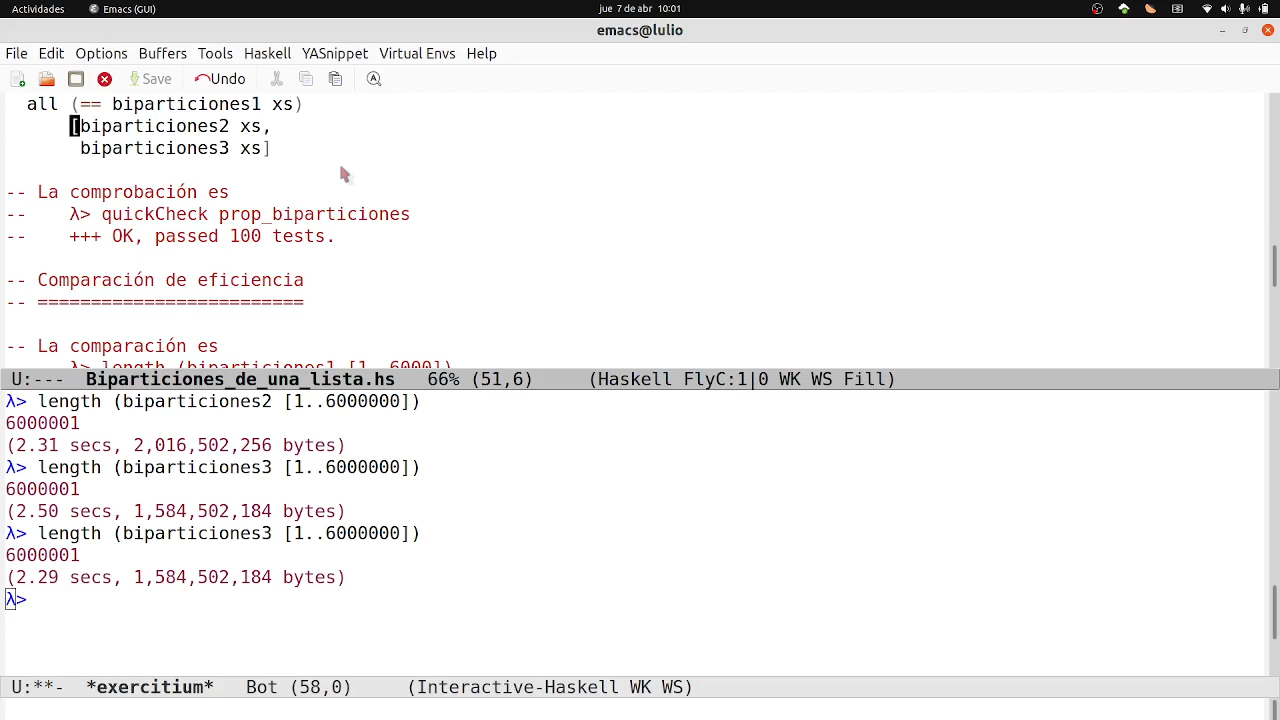 Actividades Emacs (GUI) jue 7 de abr 10:01
emacs@lulio
File Edit Options Buffers Tools Haskell YASnippet Virtual Envs Help
Save Undo
all (== biparticiones1 xs)
[biparticiones2 xs,
biparticiones3 xs]
-- La comprobación es
-- λ> quickCheck prop_biparticiones
-- +++ OK, passed 100 tests.
-- Comparación de eficiencia
-- =========================
-- La comparación es
λ> length (biparticiones1 [1..6000])
U:--- Biparticiones_de_una_lista.hs 66% (51,6) (Haskell FlyC:1|0 WK WS Fill)
λ> length (biparticiones2 [1..6000000])
6000001
(2.31 secs, 2,016,502,256 bytes)
λ> length (biparticiones3 [1..6000000])
6000001
(2.50 secs, 1,584,502,184 bytes)
λ> length (biparticiones3 [1..6000000])
6000001
(2.29 secs, 1,584,502,184 bytes)
λ>
U:**- *exercitium* Bot (58,0) (Interactive-Haskell WK WS)